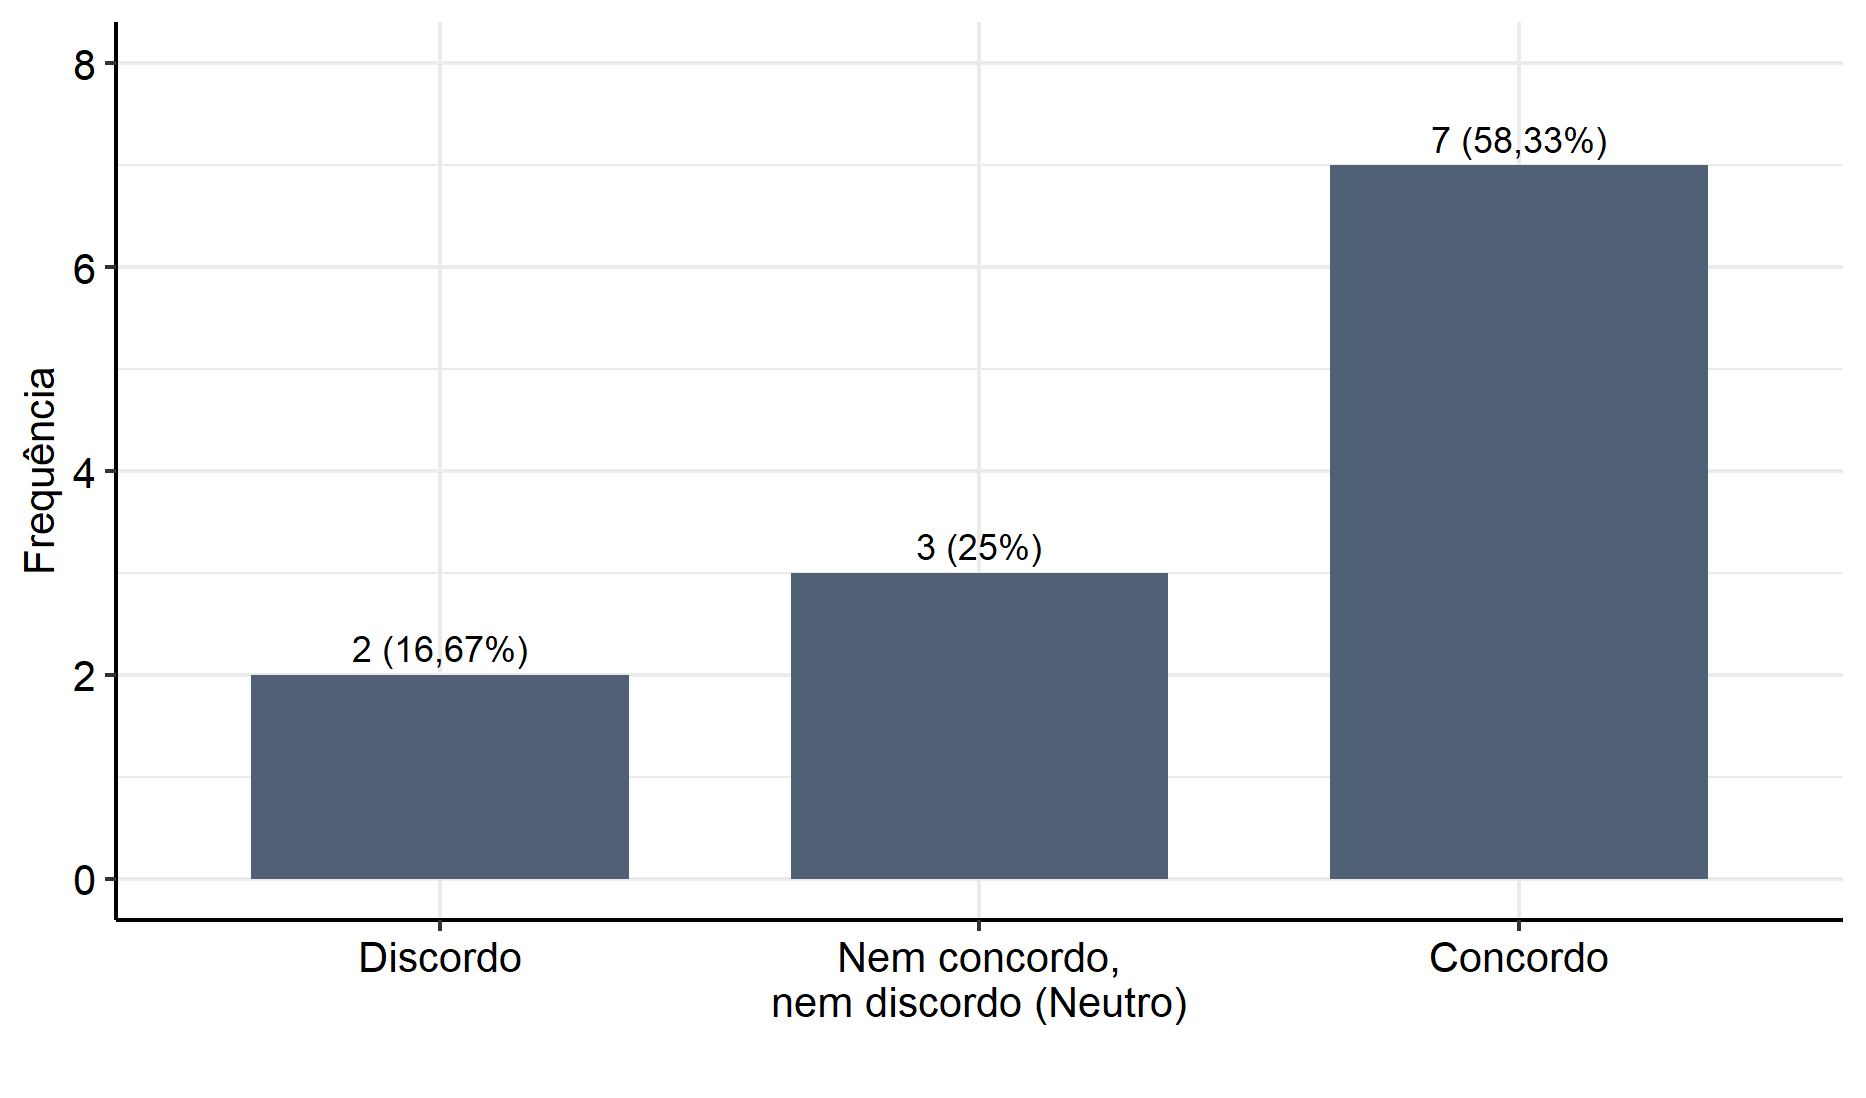 Frequência
8
6
4
2
0
2 (16,67%)
3 (25%)
7 (58,33%)
Discordo
Nem concordo,
nem discordo (Neutro)
Concordo